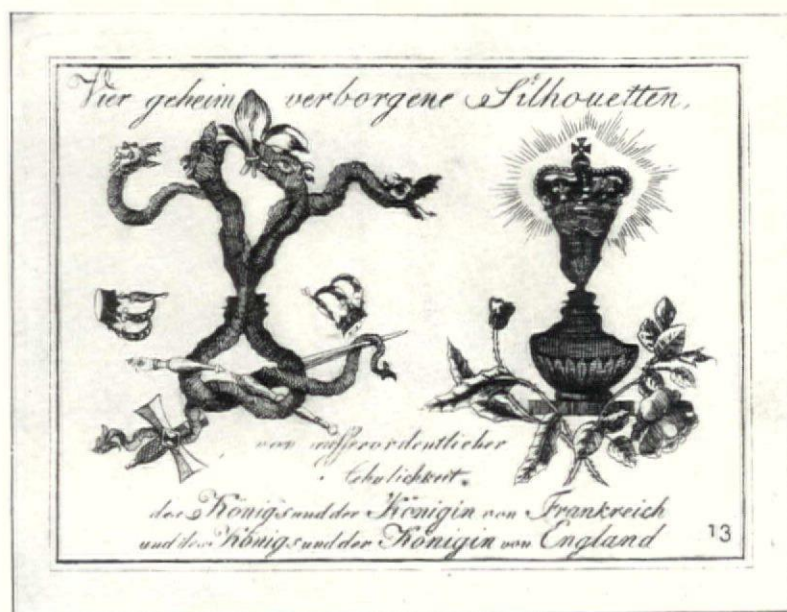 Vier geheim verborgene Silhouetten,
von ausserordentlicher
Aehnlichkeit.
des Königs und der Königin von Frankreich
und des Königs und der Königin von England
13